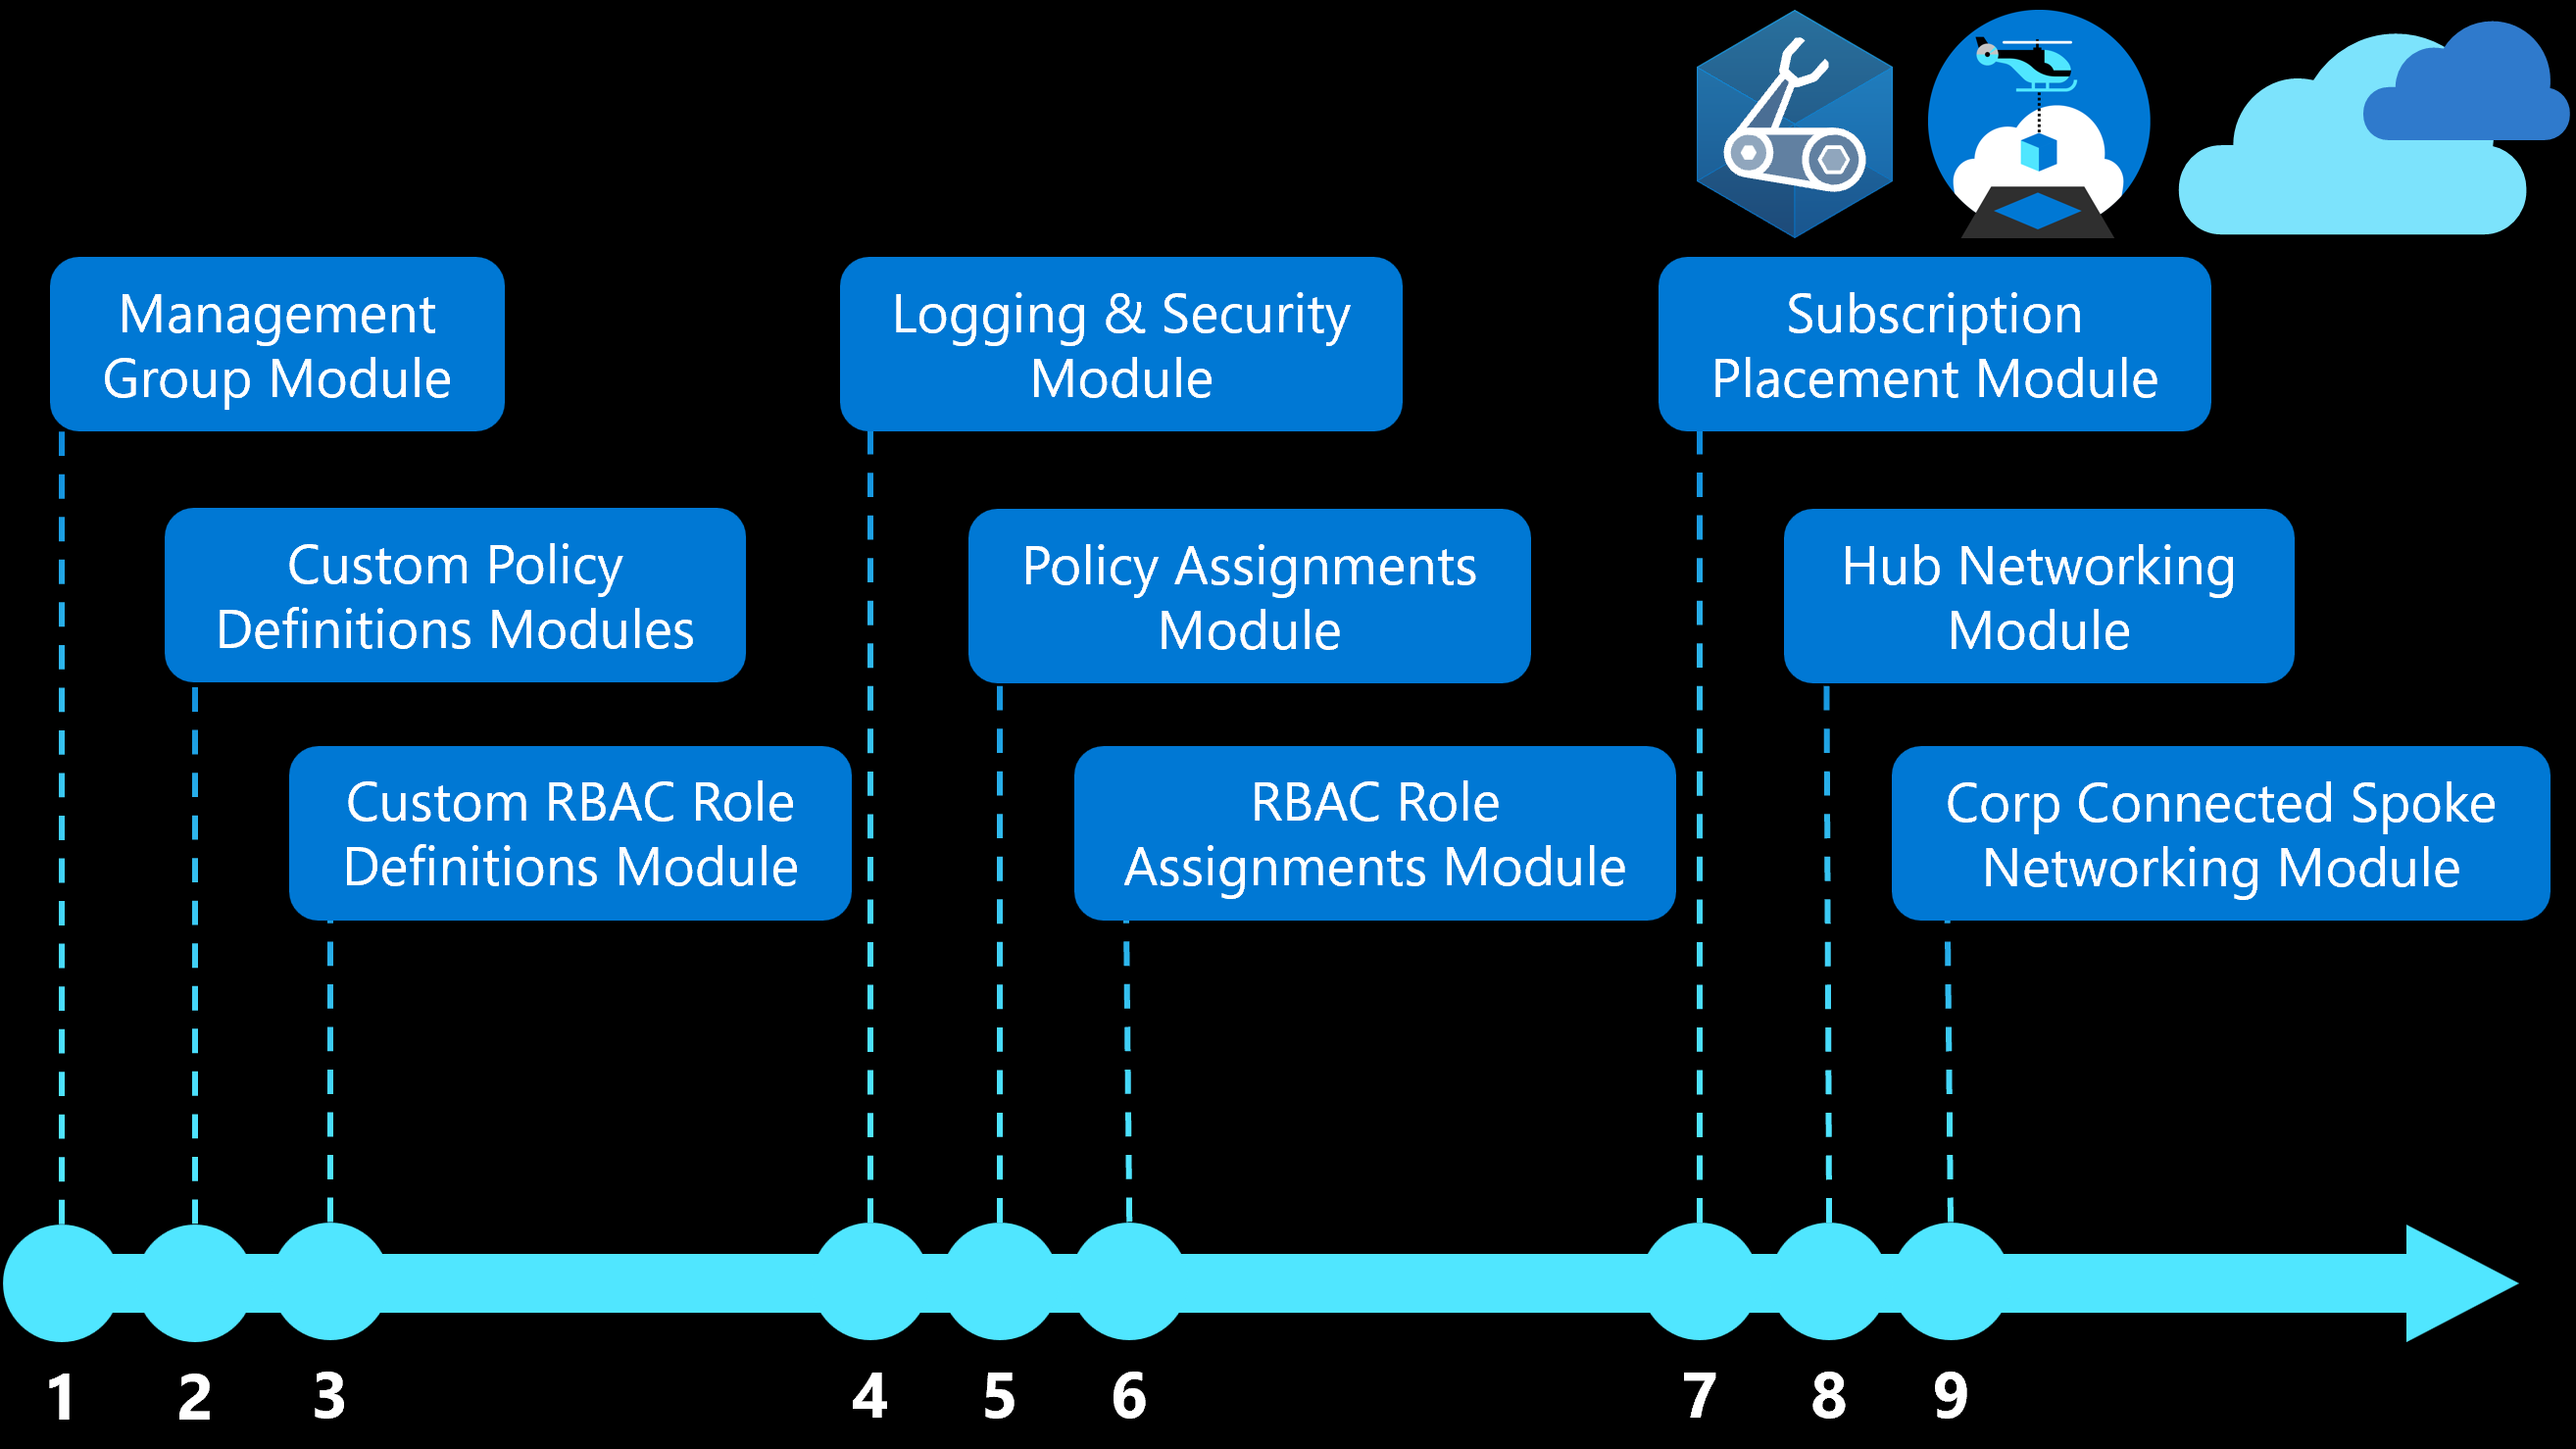 Management
Group Module
Logging & Security
Module
Subscription
Placement Module
Custom Policy
Definitions Modules
Policy Assignments
Module
Hub Networking
Module
Custom RBAC Role
Definitions Module
RBAC Role
Assignments Module
Corp Connected Spoke
Networking Module
1
2
3
4
5
6
7
8
9